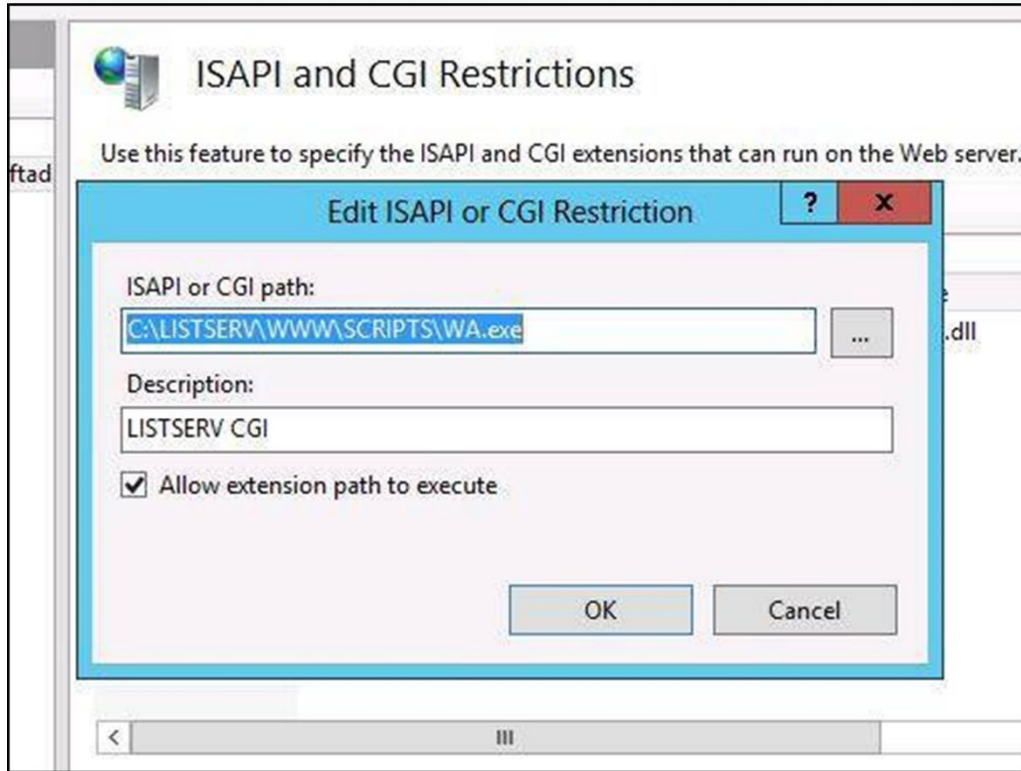 ISAPI and CGI Restrictions
Use this feature to specify the ISAPI and CGI extensions that can run on the Web server.
ftad
Edit ISAPI or CGI Restriction
?
x
ISAPI or CGI path:
C:\LISTSERV\WWW\SCRIPTS\WA.exe
...
.dll
Description:
LISTSERV CGI
Allow extension path to execute
OK
Cancel